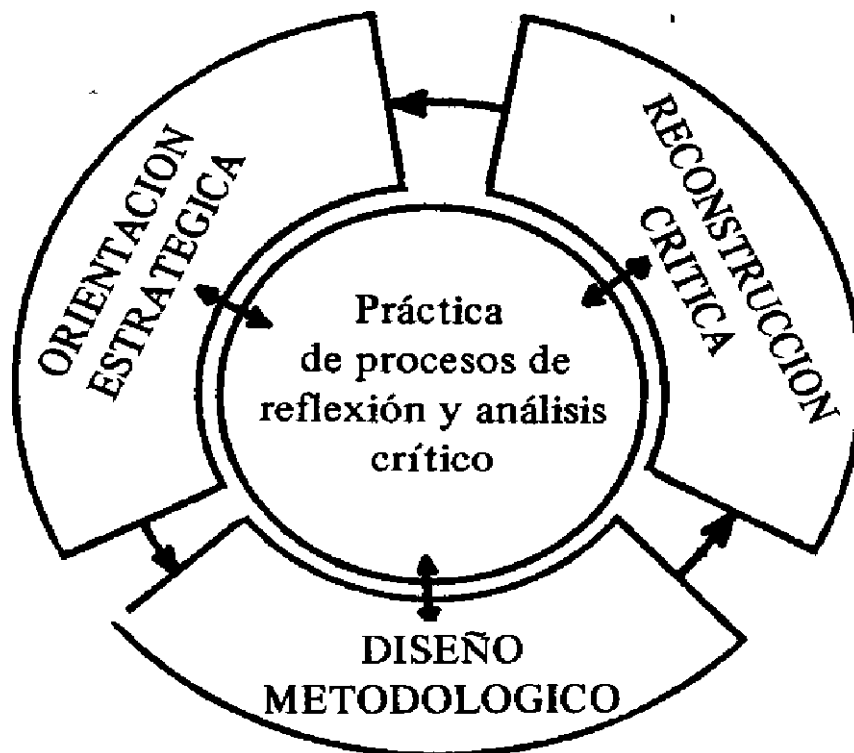 ORIENTACION
ESTRATEGICA
RECONSTRUCCION
CRITICA
Práctica
de procesos de
reflexión y análisis
crítico
DISEÑO
METODOLOGICO